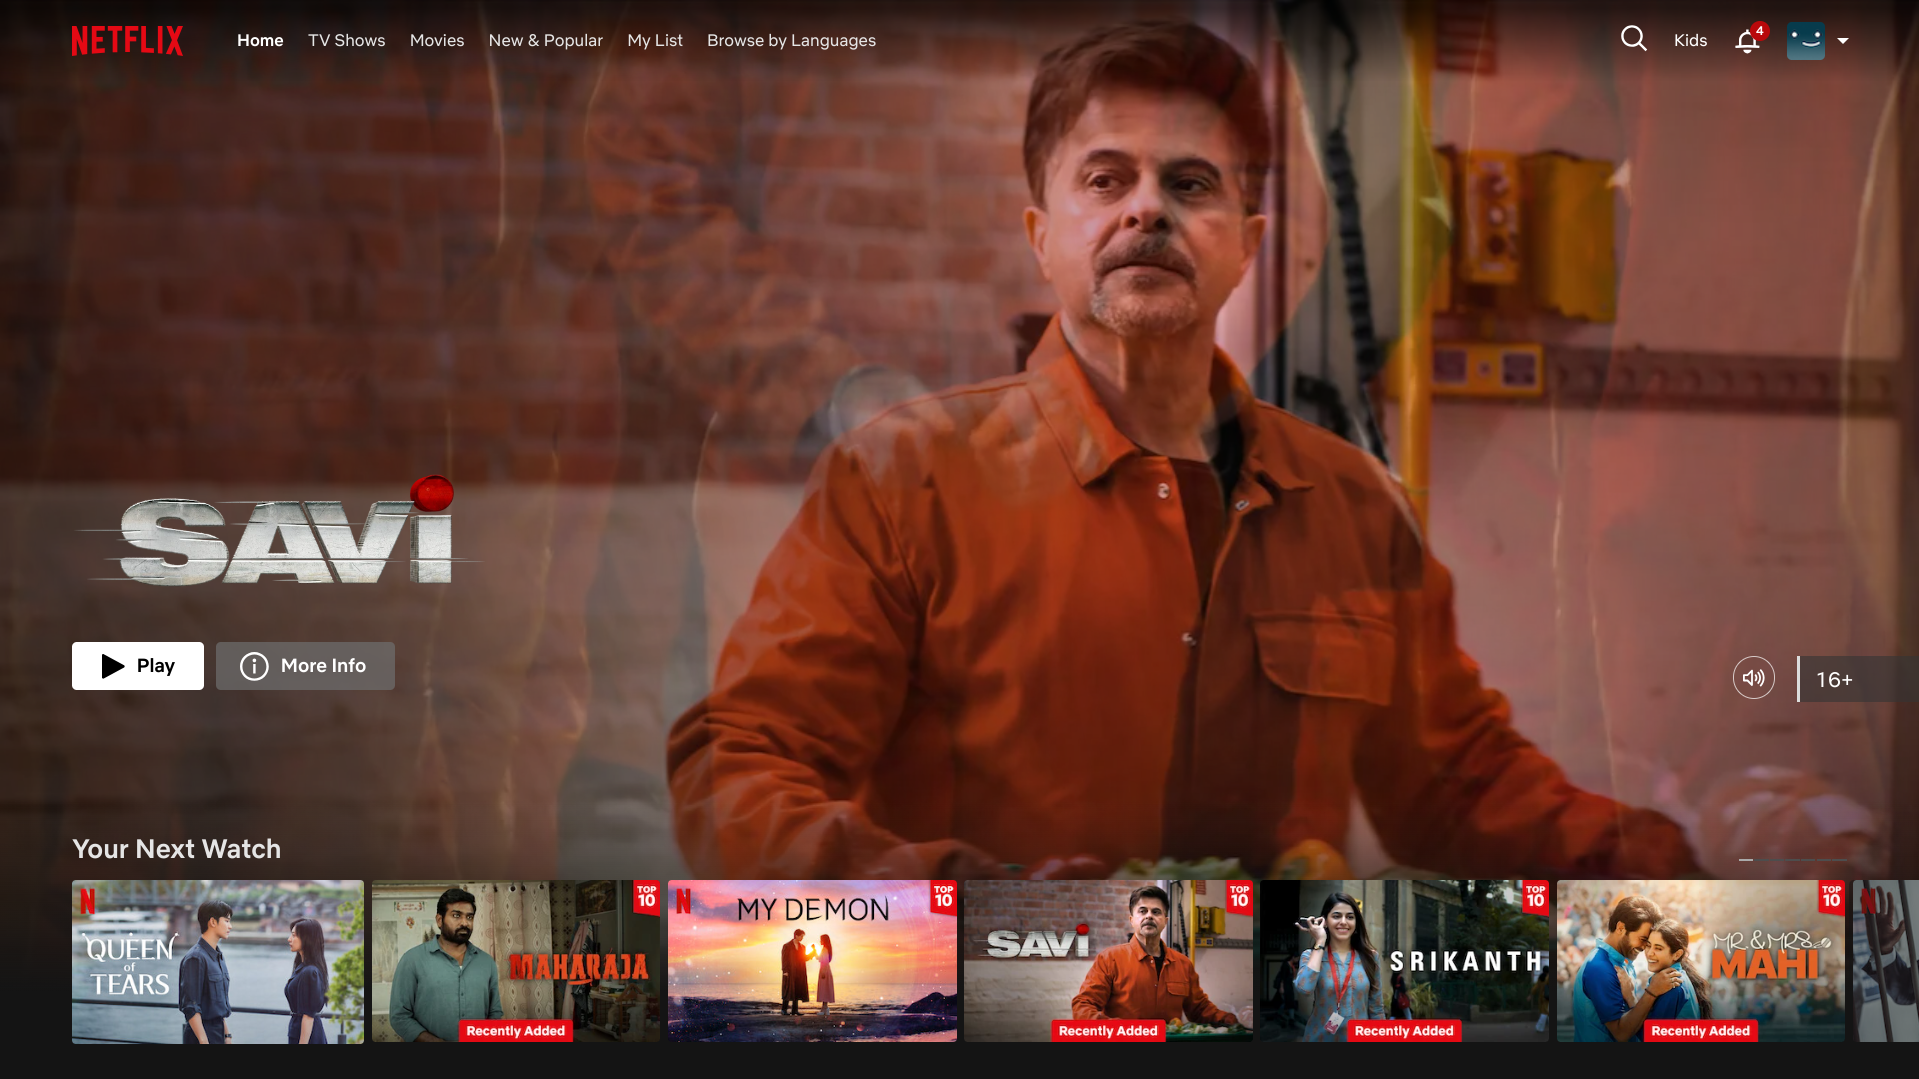 NETFLIX
Home
TV Shows
Movies
New & Popular
My List
Browse by Languages
Kids
4
SAVi
Play
More Info
16+
Your Next Watch
N
QUEEN
of
TEARS
TOP
10
MAHARAJA
Recently Added
N
TOP
10
MY DEMON
TOP
10
SAVi
Recently Added
TOP
10
SRIKANTH
Recently Added
TOP
10
MR & MRS
MAHI
Recently Added
N